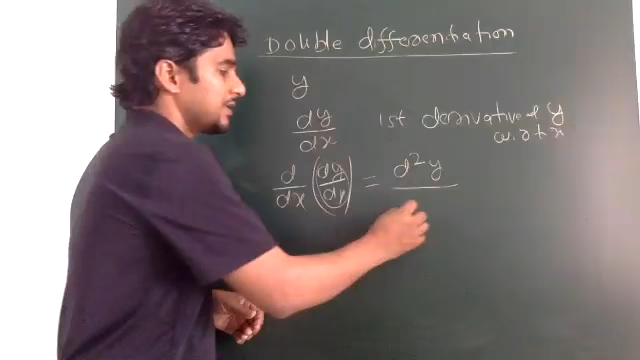 Double differentiation
y
dy/dx 1st derivative of y
w.r.t x
d/dx (dy/dx) = d²y